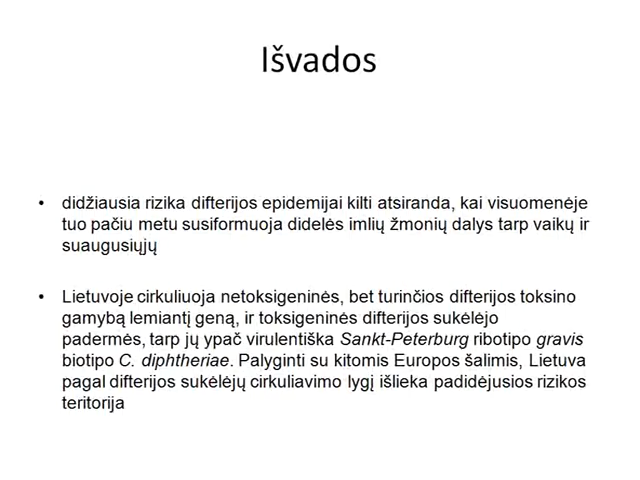 Išvados
• didžiausia rizika difterijos epidemijai kilti atsiranda, kai visuomenėje
tuo pačiu metu susiformuoja didelės imlių žmonių dalys tarp vaikų ir
suaugusiųjų
• Lietuvoje cirkuliuoja netoksigeninės, bet turinčios difterijos toksino
gamybą lemiantį geną, ir toksigeninės difterijos sukėlėjo
padermės, tarp jų ypač virulentiška Sankt-Peterburg ribotipo gravis
biotipo C. diphtheriae. Palyginti su kitomis Europos šalimis, Lietuva
pagal difterijos sukėlėjų cirkuliavimo lygį išlieka padidėjusios rizikos
teritorija